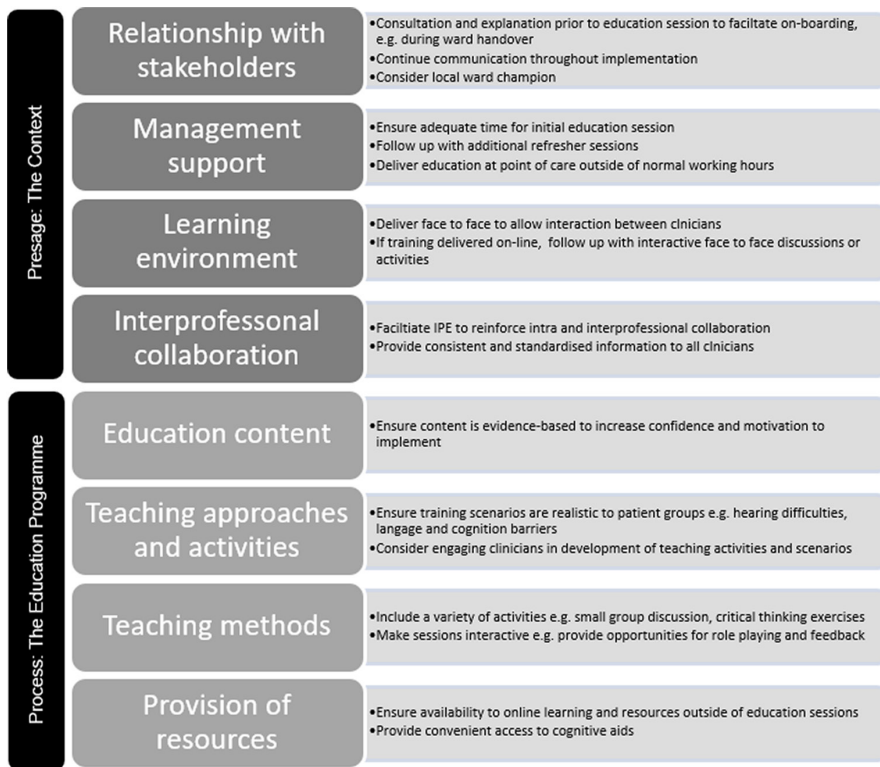 Presage: The Context
Relationship with
stakeholders
•Consultation and explanation prior to education session to faciltate on-boarding,
e.g. during ward handover
•Continue communication throughout implementation
•Consider local ward champion
Management
support
•Ensure adequate time for initial education session
•Follow up with additional refresher sessions
•Deliver education at point of care outside of normal working hours
Learning
environment
•Deliver face to face to allow interaction between clnicians
•If training delivered on-line, follow up with interactive face to face discussions or
activities
Interprofessonal
collaboration
•Faciltiate IPE to reinforce intra and interprofessional collaboration
•Provide consistent and standardised information to all clnicians
Process: The Education Programme
Education content
•Ensure content is evidence-based to increase confidence and motivation to
implement
Teaching approaches
and activities
•Ensure training scenarios are realistic to patient groups e.g. hearing difficulties,
langage and cognition barriers
•Consider engaging clinicians in development of teaching activities and scenarios
Teaching methods
•Include a variety of activities e.g. small group discussion, critical thinking exercises
•Make sessions interactive e.g. provide opportunities for role playing and feedback
Provision of
resources
•Ensure availability to online learning and resources outside of education sessions
•Provide convenient access to cognitive aids